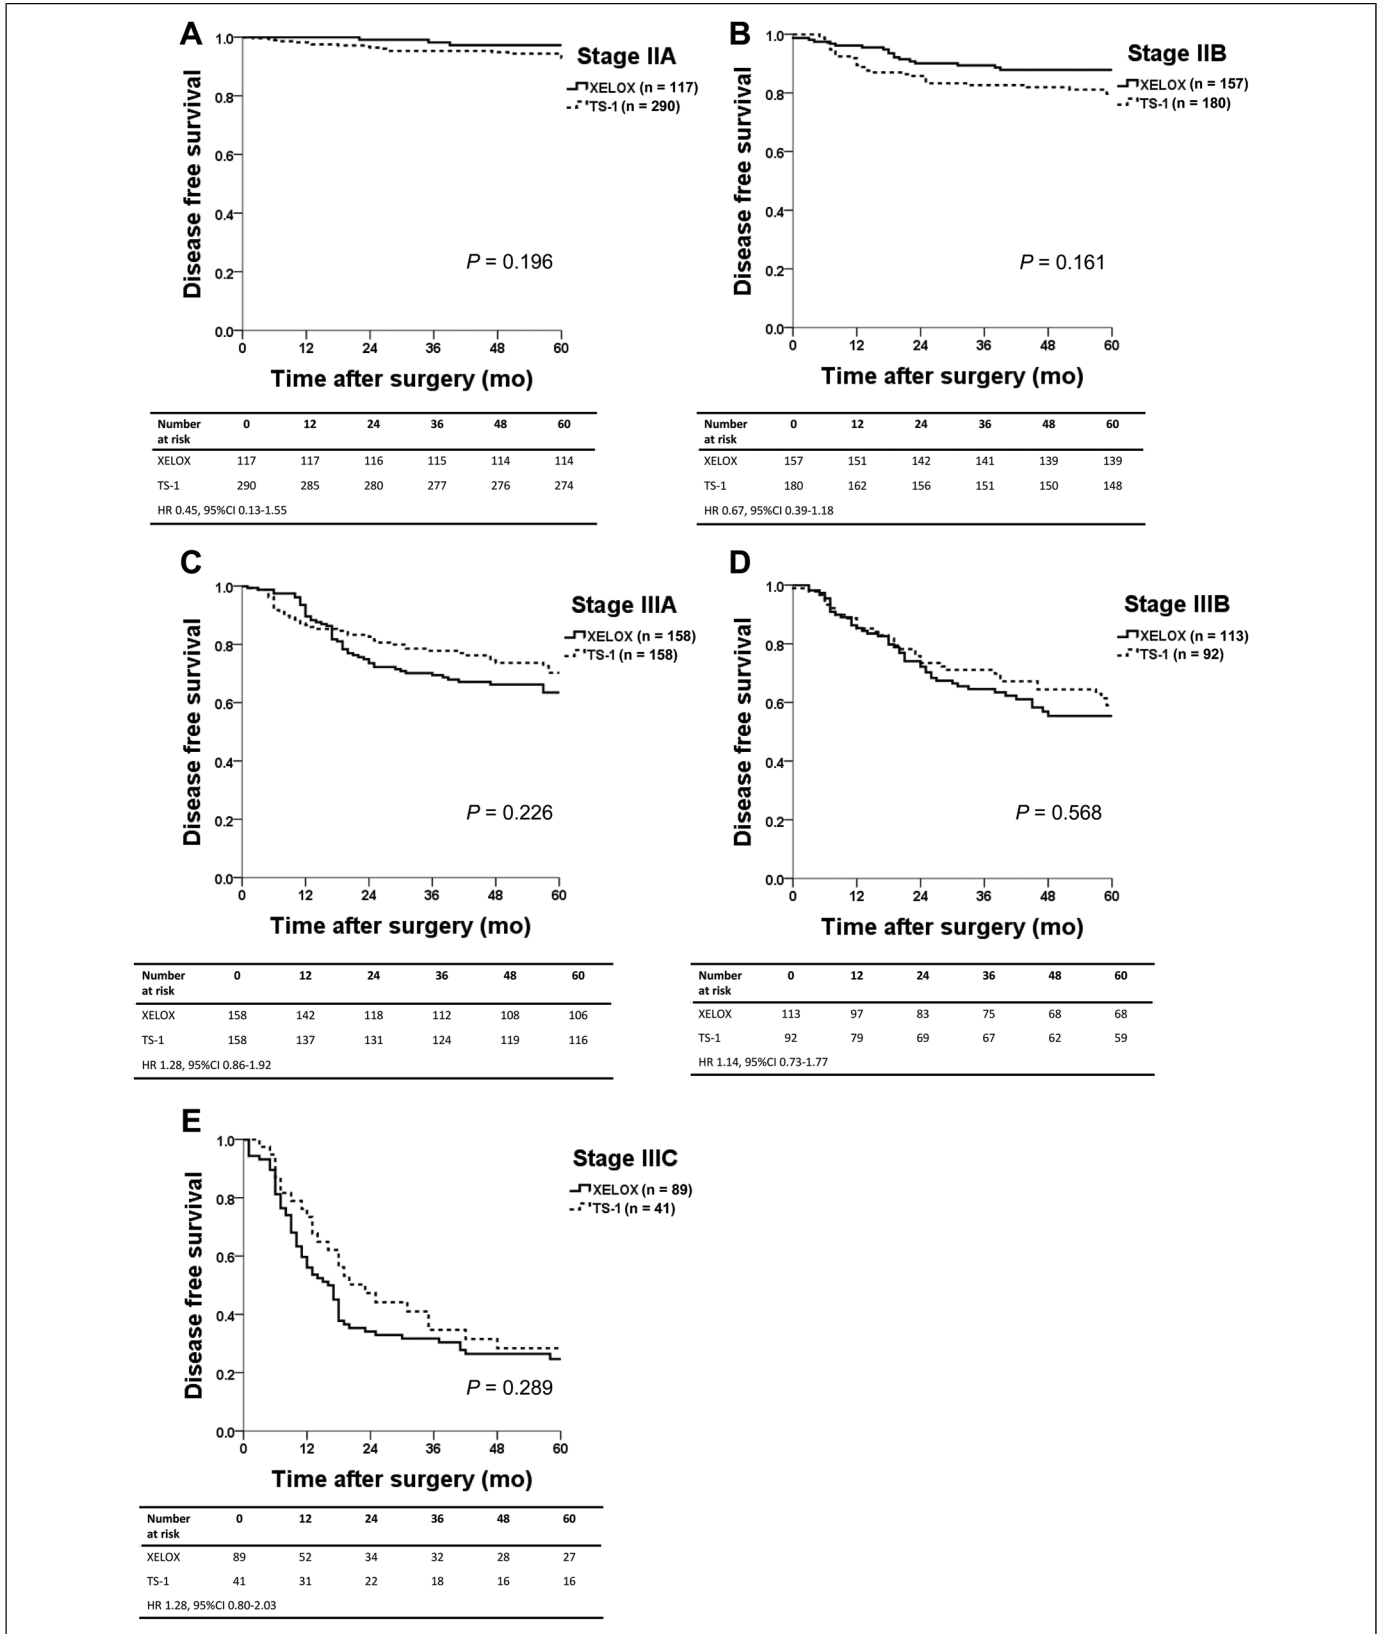 A
Stage IIA
XELOX (n = 117)
TS-1 (n = 290)
Disease free survival
1.0
0.8
0.6
0.4
0.2
0.0
P = 0.196
0 12 24 36 48 60
Time after surgery (mo)
Number at risk 0 12 24 36 48 60
XELOX 117 117 116 115 114 114
TS-1 290 285 280 277 276 274
HR 0.45, 95%CI 0.13-1.55
B
Stage IIB
XELOX (n = 157)
TS-1 (n = 180)
Disease free survival
1.0
0.8
0.6
0.4
0.2
0.0
P = 0.161
0 12 24 36 48 60
Time after surgery (mo)
Number at risk 0 12 24 36 48 60
XELOX 157 151 142 141 139 139
TS-1 180 162 156 151 150 148
HR 0.67, 95%CI 0.39-1.18
C
Stage IIIA
XELOX (n = 158)
TS-1 (n = 158)
Disease free survival
1.0
0.8
0.6
0.4
0.2
0.0
P = 0.226
0 12 24 36 48 60
Time after surgery (mo)
Number at risk 0 12 24 36 48 60
XELOX 158 142 118 112 108 106
TS-1 158 137 131 124 119 116
HR 1.28, 95%CI 0.86-1.92
D
Stage IIIB
XELOX (n = 113)
TS-1 (n = 92)
Disease free survival
1.0
0.8
0.6
0.4
0.2
0.0
P = 0.568
0 12 24 36 48 60
Time after surgery (mo)
Number at risk 0 12 24 36 48 60
XELOX 113 97 83 75 68 68
TS-1 92 79 69 67 62 59
HR 1.14, 95%CI 0.73-1.77
E
Stage IIIC
XELOX (n = 89)
TS-1 (n = 41)
Disease free survival
1.0
0.8
0.6
0.4
0.2
0.0
P = 0.289
0 12 24 36 48 60
Time after surgery (mo)
Number at risk 0 12 24 36 48 60
XELOX 89 52 34 32 28 27
TS-1 41 31 22 18 16 16
HR 1.28, 95%CI 0.80-2.03